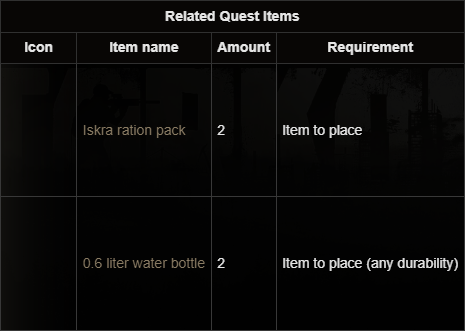 Related Quest Items
Icon Item name Amount Requirement
Iskra ration pack 2 Item to place
0.6 liter water bottle 2 Item to place (any durability)